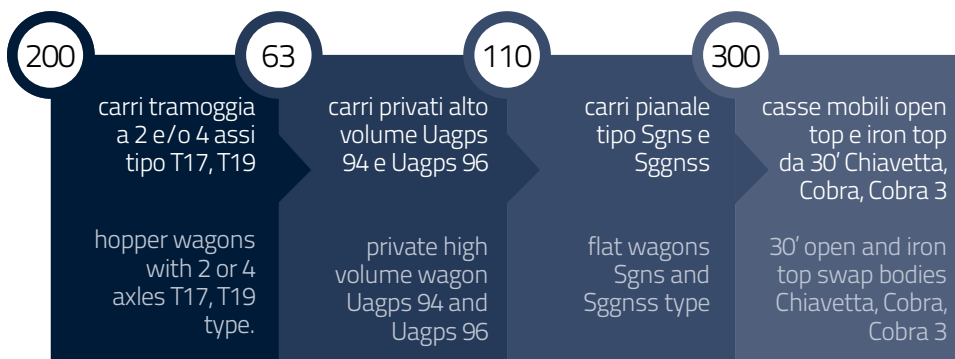 200
carri tramoggia
a 2 e/o 4 assi
tipo T17, T19
hopper wagons
with 2 or 4
axles T17, T19
type.
63
carri privati alto
volume Uagps
94 e Uagps 96
private high
volume wagon
Uagps 94 and
Uagps 96
110
carri pianale
tipo Sgns e
Sggnss
flat wagons
Sgns and
Sggnss type
300
casse mobili open
top e iron top
da 30’ Chiavetta,
Cobra, Cobra 3
30’ open and iron
top swap bodies
Chiavetta, Cobra,
Cobra 3